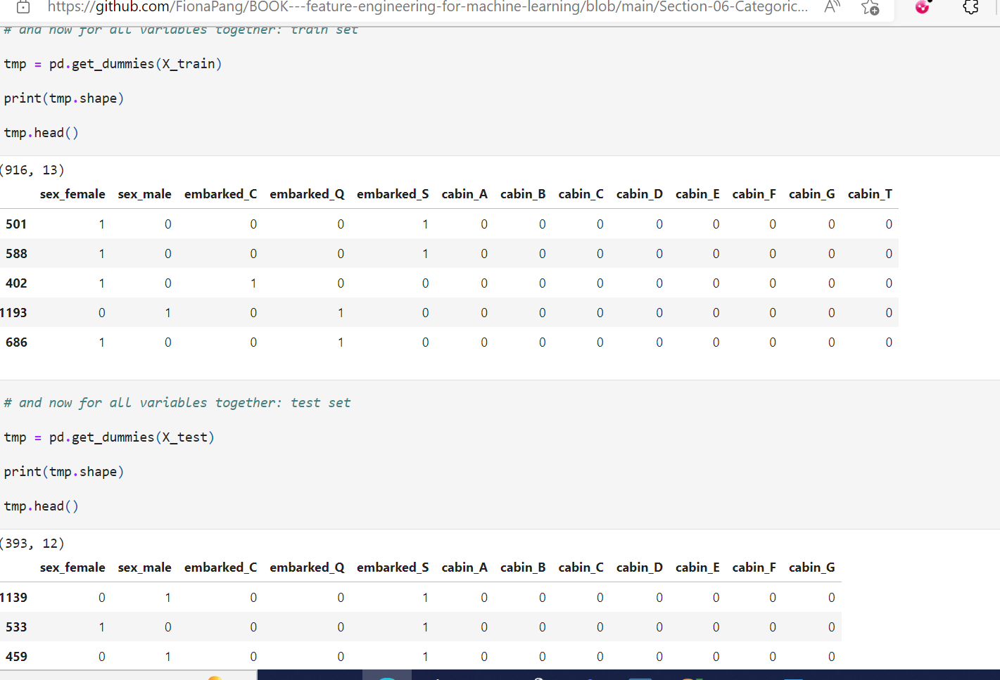 https://github.com/FionaPang/BOOK---feature-engineering-for-machine-learning/blob/main/Section-06-Categoric...
# and now for all variables together: train set
tmp = pd.get_dummies(X_train)
print(tmp.shape)
tmp.head()
(916, 13)
sex_female sex_male embarked_C embarked_Q embarked_S cabin_A cabin_B cabin_C cabin_D cabin_E cabin_F cabin_G cabin_T
501 1 0 0 0 1 0 0 0 0 0 0 0 0
588 1 0 0 0 1 0 0 0 0 0 0 0 0
402 1 0 1 0 0 0 0 0 0 0 0 0 0
1193 0 1 0 1 0 0 0 0 0 0 0 0 0
686 1 0 0 1 0 0 0 0 0 0 0 0 0
# and now for all variables together: test set
tmp = pd.get_dummies(X_test)
print(tmp.shape)
tmp.head()
(393, 12)
sex_female sex_male embarked_C embarked_Q embarked_S cabin_A cabin_B cabin_C cabin_D cabin_E cabin_F cabin_G
1139 0 1 0 0 1 0 0 0 0 0 0 0
533 1 0 0 0 1 0 0 0 0 0 0 0
459 0 1 0 0 1 0 0 0 0 0 0 0